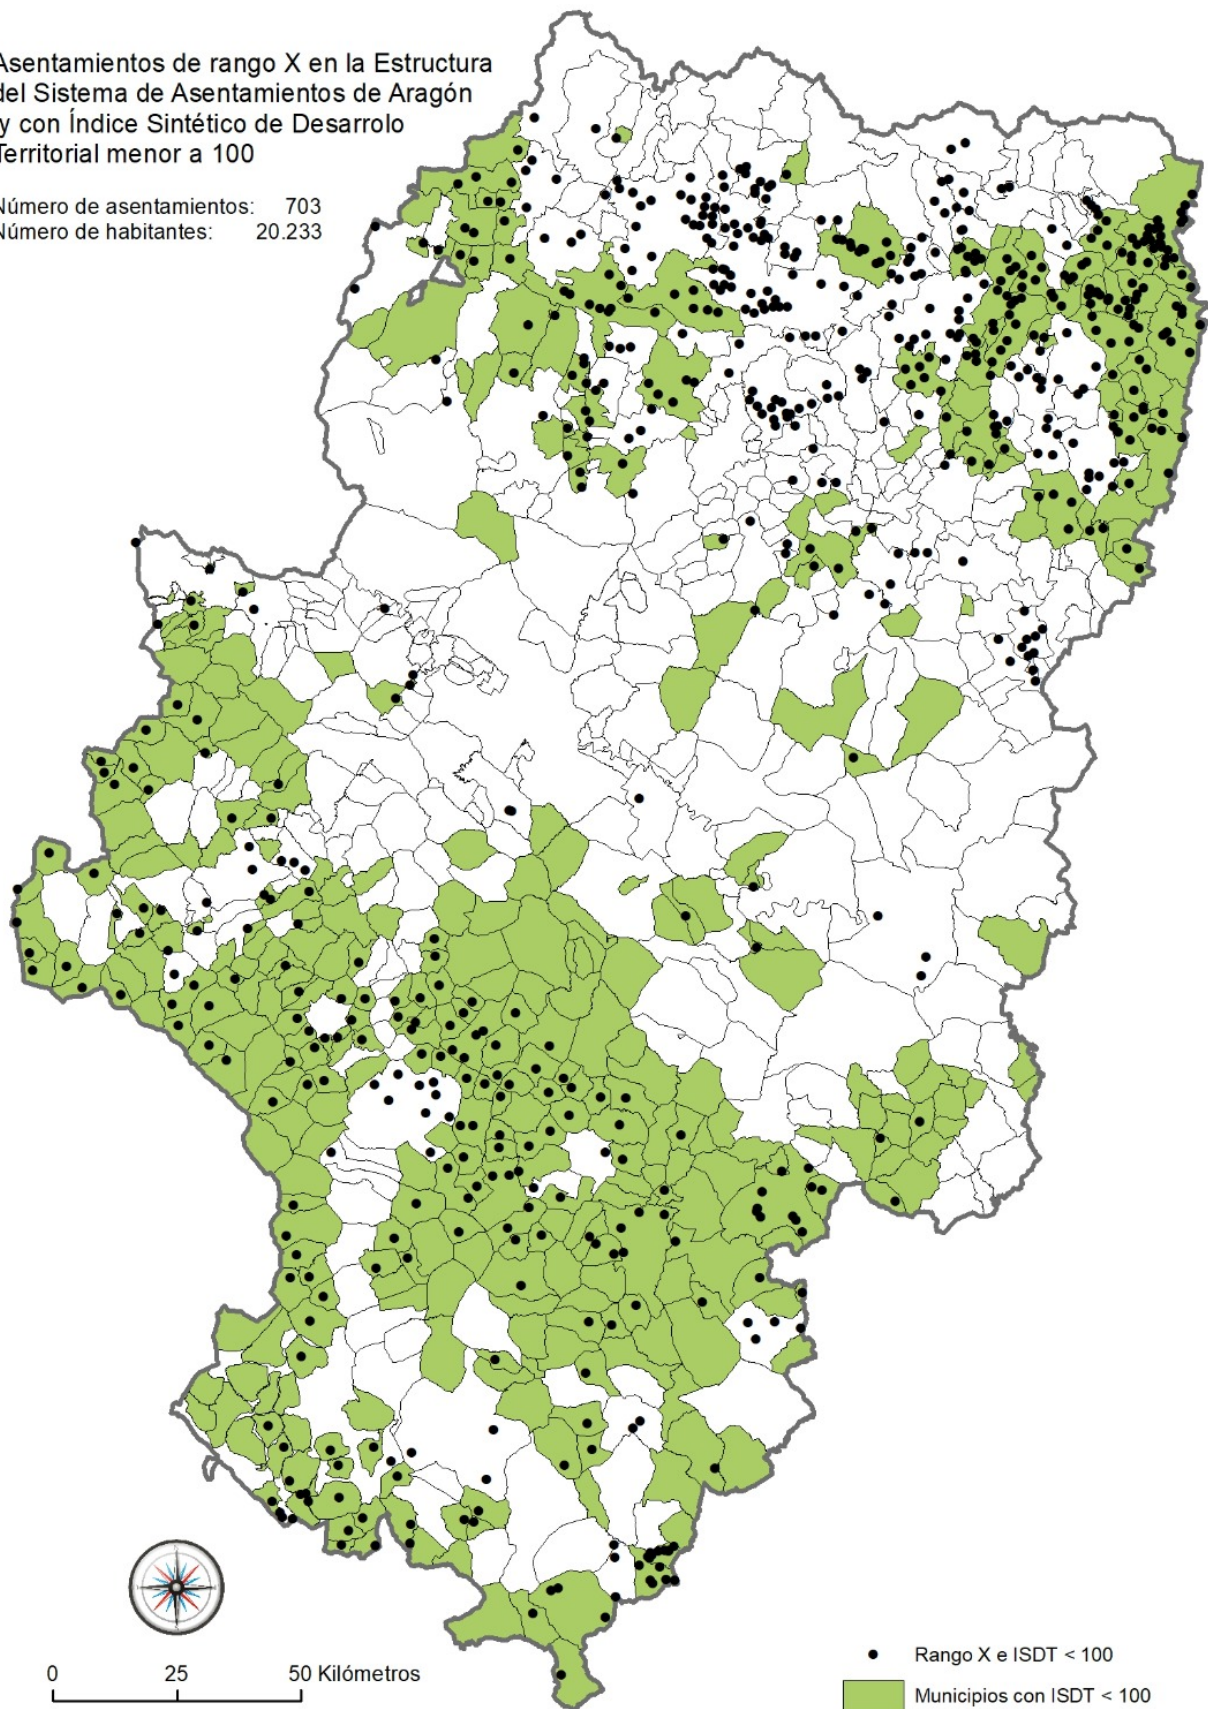 Asentamientos de rango X en la Estructura
del Sistema de Asentamientos de Aragón
y con Índice Sintético de Desarrolo
Territorial menor a 100
Número de asentamientos: 703
Número de habitantes: 20.233
0 25 50 Kilómetros
Rango X e ISDT < 100
Municipios con ISDT < 100